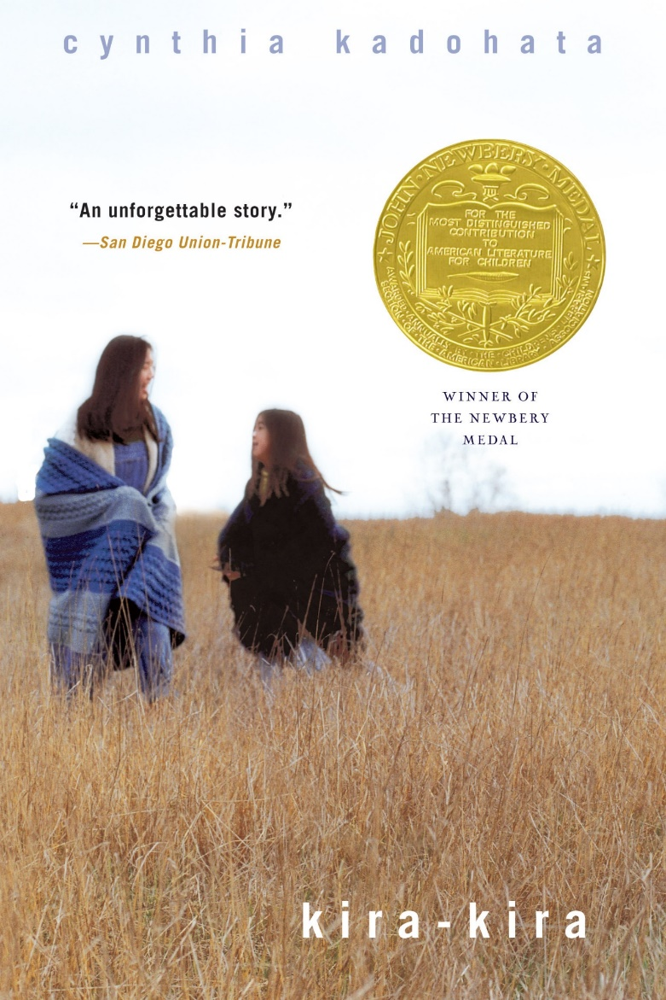 cynthia kadohata
“An unforgettable story.”
—San Diego Union-Tribune
JOHN·NEWBERY·MEDAL
FOR THE
MOST DISTINGUISHED
CONTRIBUTION
TO
AMERICAN LITERATURE
FOR CHILDREN
AWARDED·ANNUALLY·BY·THE·CHILDREN'S·LIBRARIANS'
SECTION·OF·THE·AMERICAN·LIBRARY·ASSOCIATION
WINNER OF
THE NEWBERY
MEDAL
kira-kira